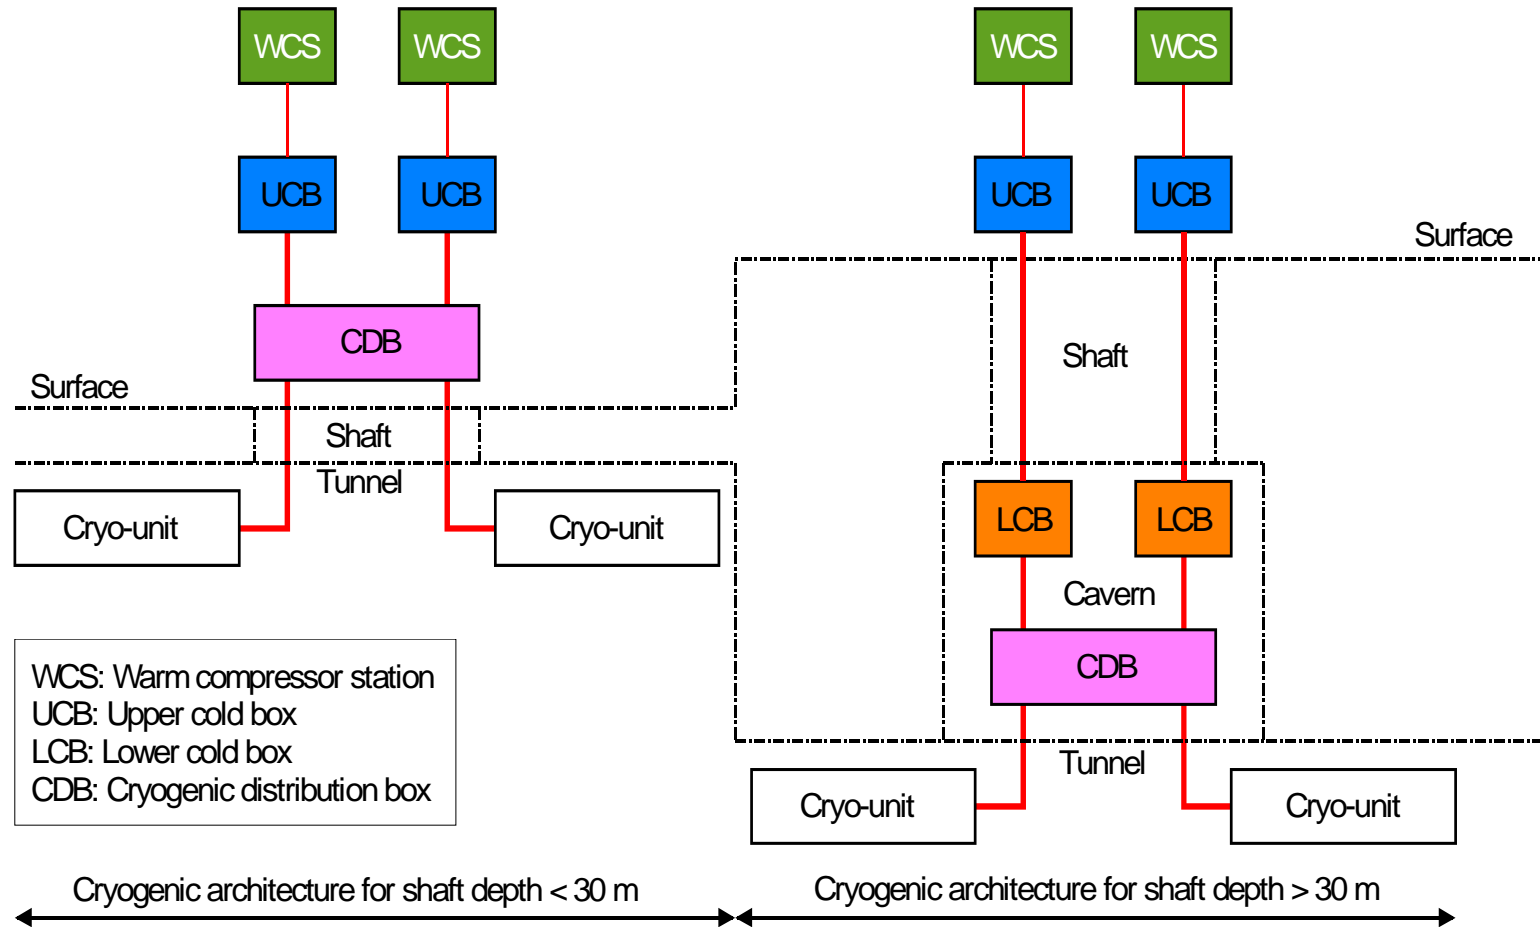 WCS WCS WCS WCS
UCB UCB UCB UCB
Surface
CDB
Shaft
Surface
Shaft
Tunnel
Cryo-unit Cryo-unit
LCB LCB
Cavern
CDB
Tunnel
Cryo-unit Cryo-unit
WCS: Warm compressor station
UCB: Upper cold box
LCB: Lower cold box
CDB: Cryogenic distribution box
Cryogenic architecture for shaft depth < 30 m
Cryogenic architecture for shaft depth > 30 m